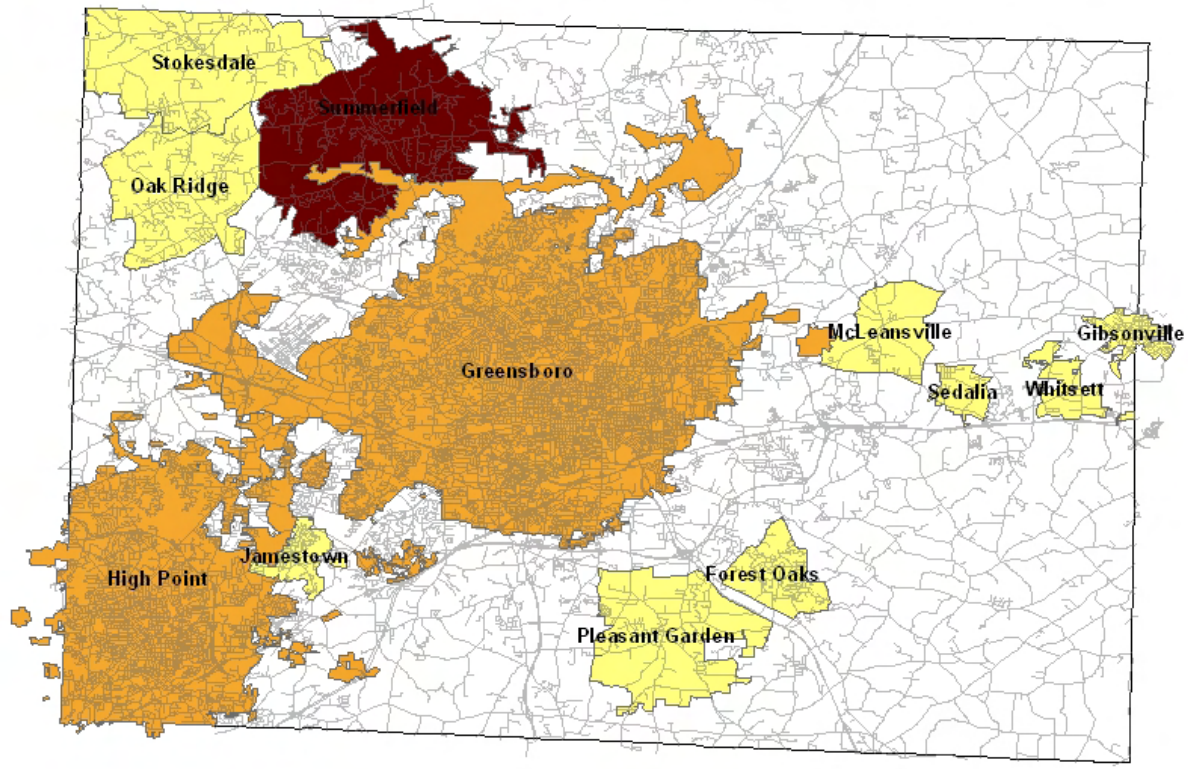 Stokesdale
Summerfield
Oak Ridge
McLeansville
Gibsonville
Greensboro
Sedalia
Whitsett
Jamestown
High Point
Forest Oaks
Pleasant Garden